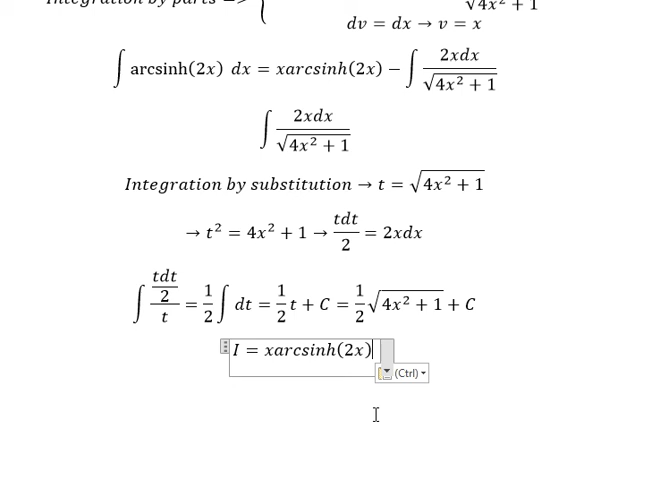 Integration by parts −>
√4x² + 1
dv = dx → v = x
∫ arcsinh(2x) dx = xarcsinh(2x) − ∫ 2xdx / √(4x² + 1)
∫ 2xdx / √(4x² + 1)
Integration by substitution → t = √(4x² + 1)
→ t² = 4x² + 1 → tdt / 2 = 2xdx
∫ (tdt / 2) / t = 1/2 ∫ dt = 1/2 t + C = 1/2 √(4x² + 1) + C
I = xarcsinh(2x)
(Ctrl)